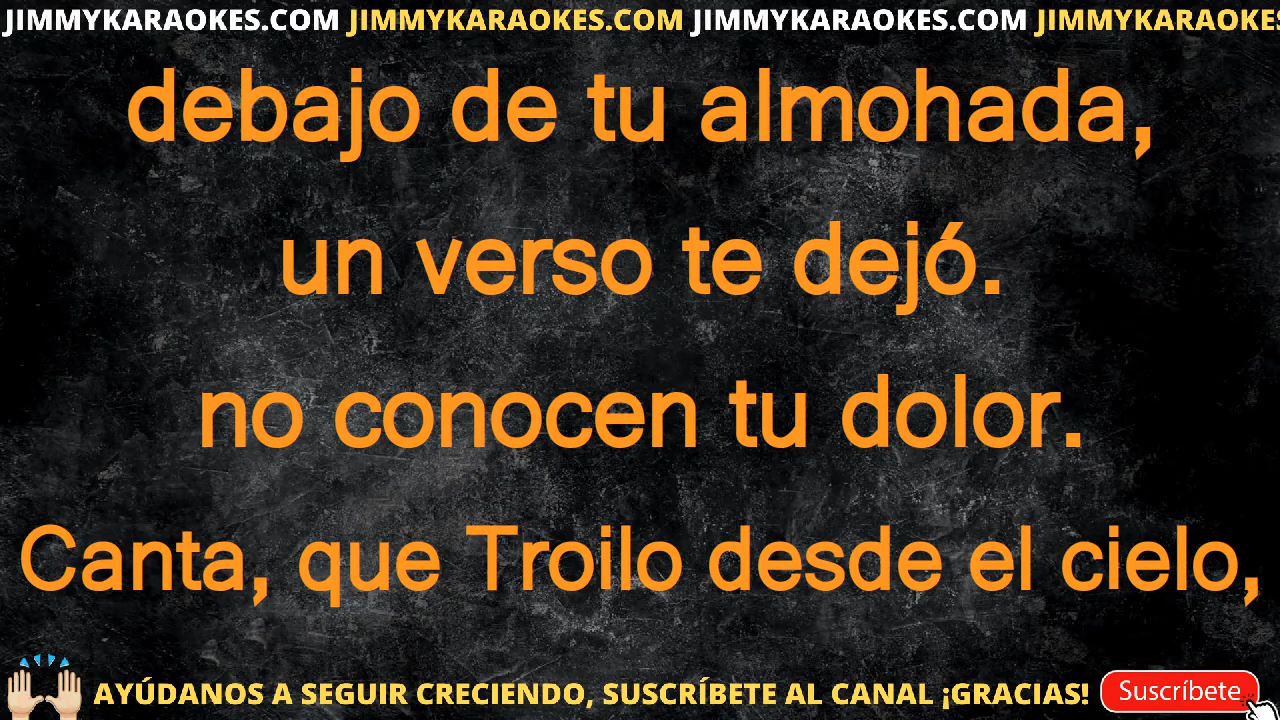 JIMMYKARAOKES.COM JIMMYKARAOKES.COM JIMMYKARAOKES.COM JIMMYKARAOKES
debajo de tu almohada,
un verso te dejó.
no conocen tu dolor.
Canta, que Troilo desde el cielo,
AYÚDANOS A SEGUIR CRECIENDO, SUSCRÍBETE AL CANAL ¡GRACIAS! Suscríbete